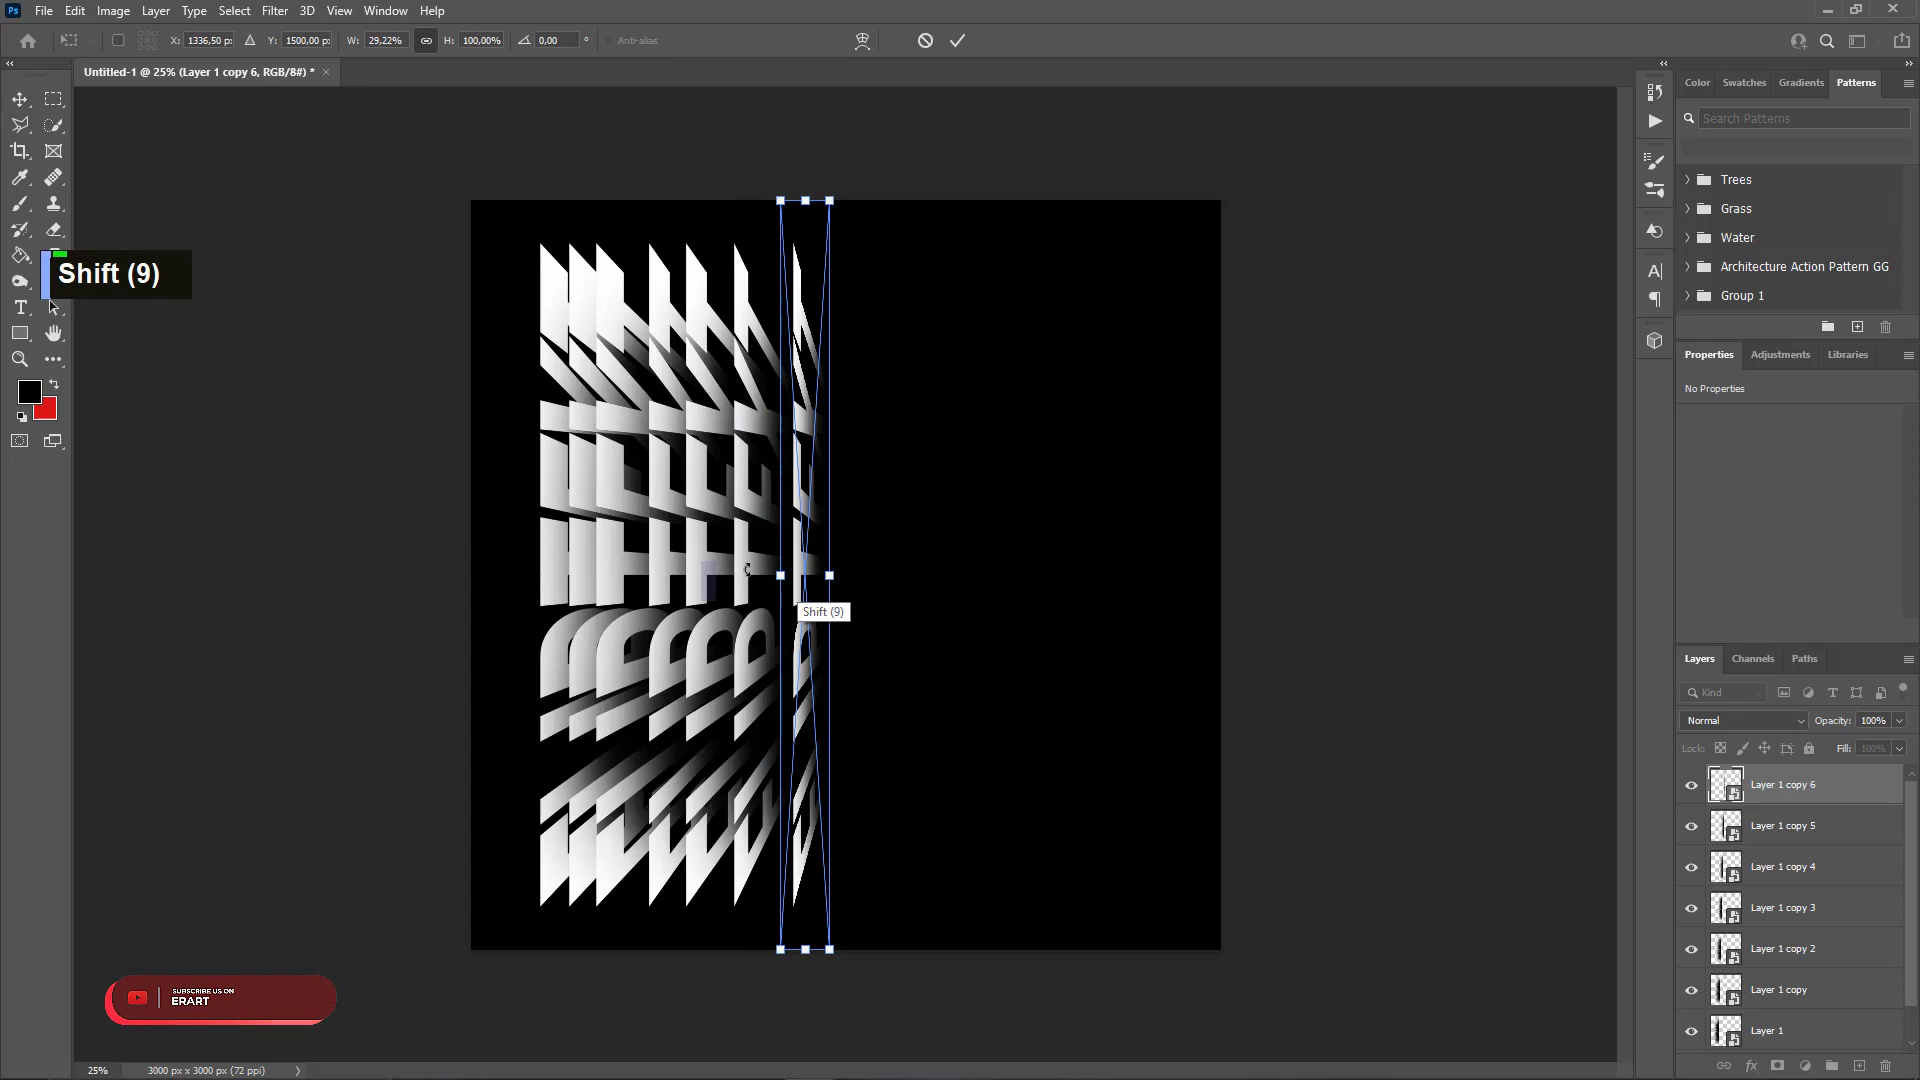 Ps File Edit Image Layer Type Select Filter 3D View Window Help
X: 1336,50 p: Y: 1500,00 p: W: 29,22% H: 100,00% 0,00 ° Anti-alias
Untitled-1 @ 25% (Layer 1 copy 6, RGB/8#) * ×
Color Swatches Gradients Patterns
Search Patterns
Trees
Grass
Water
Architecture Action Pattern GG
Group 1
Shift (9)
Properties Adjustments Libraries
No Properties
Shift (9)
Layers Channels Paths
Kind
Normal Opacity: 100%
Lock: Fill: 100%
Layer 1 copy 6
Layer 1 copy 5
Layer 1 copy 4
Layer 1 copy 3
Layer 1 copy 2
Layer 1 copy
Layer 1
SUBSCRIBE US ON
ERART
25% 3000 px x 3000 px (72 ppi)